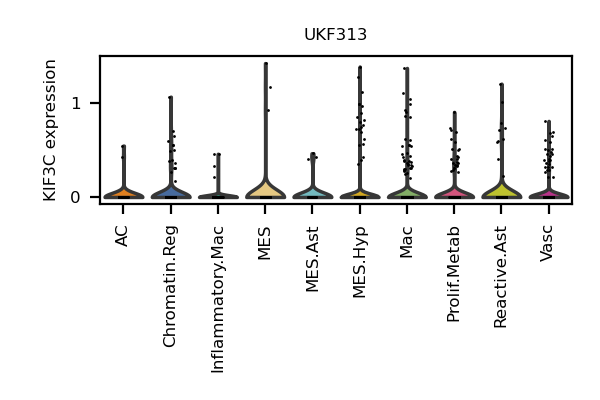 UKF313
KIF3C expression
1
0
AC
Chromatin.Reg
Inflammatory.Mac
MES
MES.Ast
MES.Hyp
Mac
Prolif.Metab
Reactive.Ast
Vasc